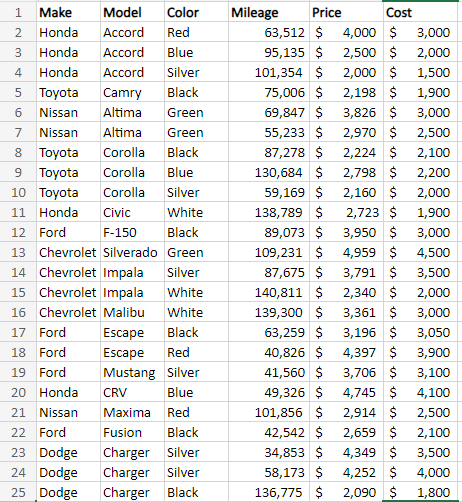 1 Make Model Color Mileage Price Cost
2 Honda Accord Red 63,512 $ 4,000 $ 3,000
3 Honda Accord Blue 95,135 $ 2,500 $ 2,000
4 Honda Accord Silver 101,354 $ 2,000 $ 1,500
5 Toyota Camry Black 75,006 $ 2,198 $ 1,900
6 Nissan Altima Green 69,847 $ 3,826 $ 3,000
7 Nissan Altima Green 55,233 $ 2,970 $ 2,500
8 Toyota Corolla Black 87,278 $ 2,224 $ 2,100
9 Toyota Corolla Blue 130,684 $ 2,798 $ 2,200
10 Toyota Corolla Silver 59,169 $ 2,160 $ 2,000
11 Honda Civic White 138,789 $ 2,723 $ 1,900
12 Ford F-150 Black 89,073 $ 3,950 $ 3,000
13 Chevrolet Silverado Green 109,231 $ 4,959 $ 4,500
14 Chevrolet Impala Silver 87,675 $ 3,791 $ 3,500
15 Chevrolet Impala White 140,811 $ 2,340 $ 2,000
16 Chevrolet Malibu White 139,300 $ 3,361 $ 3,000
17 Ford Escape Black 63,259 $ 3,196 $ 3,050
18 Ford Escape Red 40,826 $ 4,397 $ 3,900
19 Ford Mustang Silver 41,560 $ 3,706 $ 3,100
20 Honda CRV Blue 49,326 $ 4,745 $ 4,100
21 Nissan Maxima Red 101,856 $ 2,914 $ 2,500
22 Ford Fusion Black 42,542 $ 2,659 $ 2,100
23 Dodge Charger Silver 34,853 $ 4,349 $ 3,500
24 Dodge Charger Silver 58,173 $ 4,252 $ 4,000
25 Dodge Charger Black 136,775 $ 2,090 $ 1,800